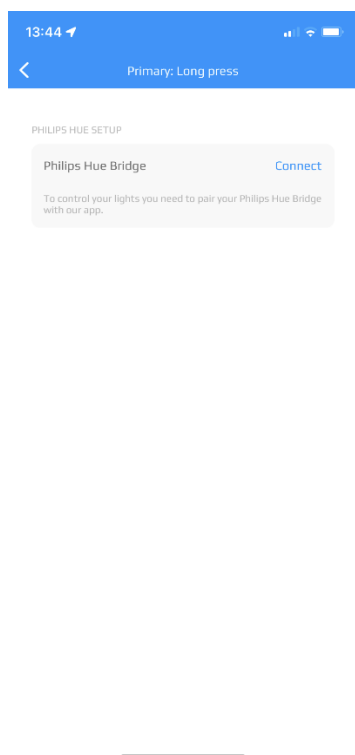 13:44
Primary: Long press
PHILIPS HUE SETUP
Philips Hue Bridge Connect
To control your lights you need to pair your Philips Hue Bridge
with our app.